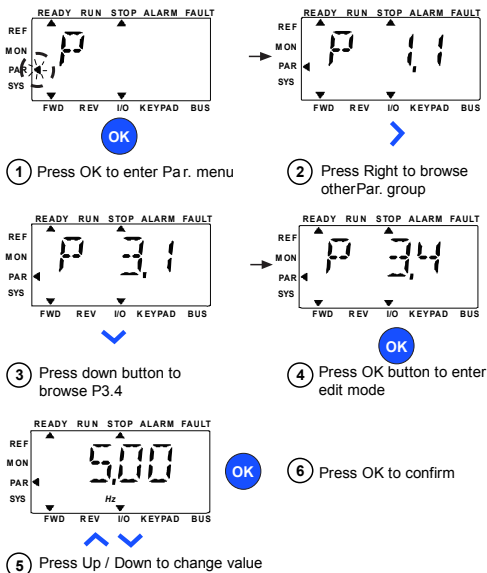 READY RUN STOP ALARM FAULT
REF
MON
PAR
SYS
P
FWD REV I/O KEYPAD BUS
OK
1 Press OK to enter Par. menu
READY RUN STOP ALARM FAULT
REF
MON
PAR
SYS
P 1,1
FWD REV I/O KEYPAD BUS
2 Press Right to browse
otherPar. group
READY RUN STOP ALARM FAULT
REF
MON
PAR
SYS
P 3,1
FWD REV I/O KEYPAD BUS
3 Press down button to
browse P3.4
READY RUN STOP ALARM FAULT
REF
MON
PAR
SYS
P 3,4
FWD REV I/O KEYPAD BUS
OK
4 Press OK button to enter
edit mode
READY RUN STOP ALARM FAULT
REF
MON
PAR
SYS
5,00
Hz
FWD REV I/O KEYPAD BUS
5 Press Up / Down to change value
OK
6 Press OK to confirm